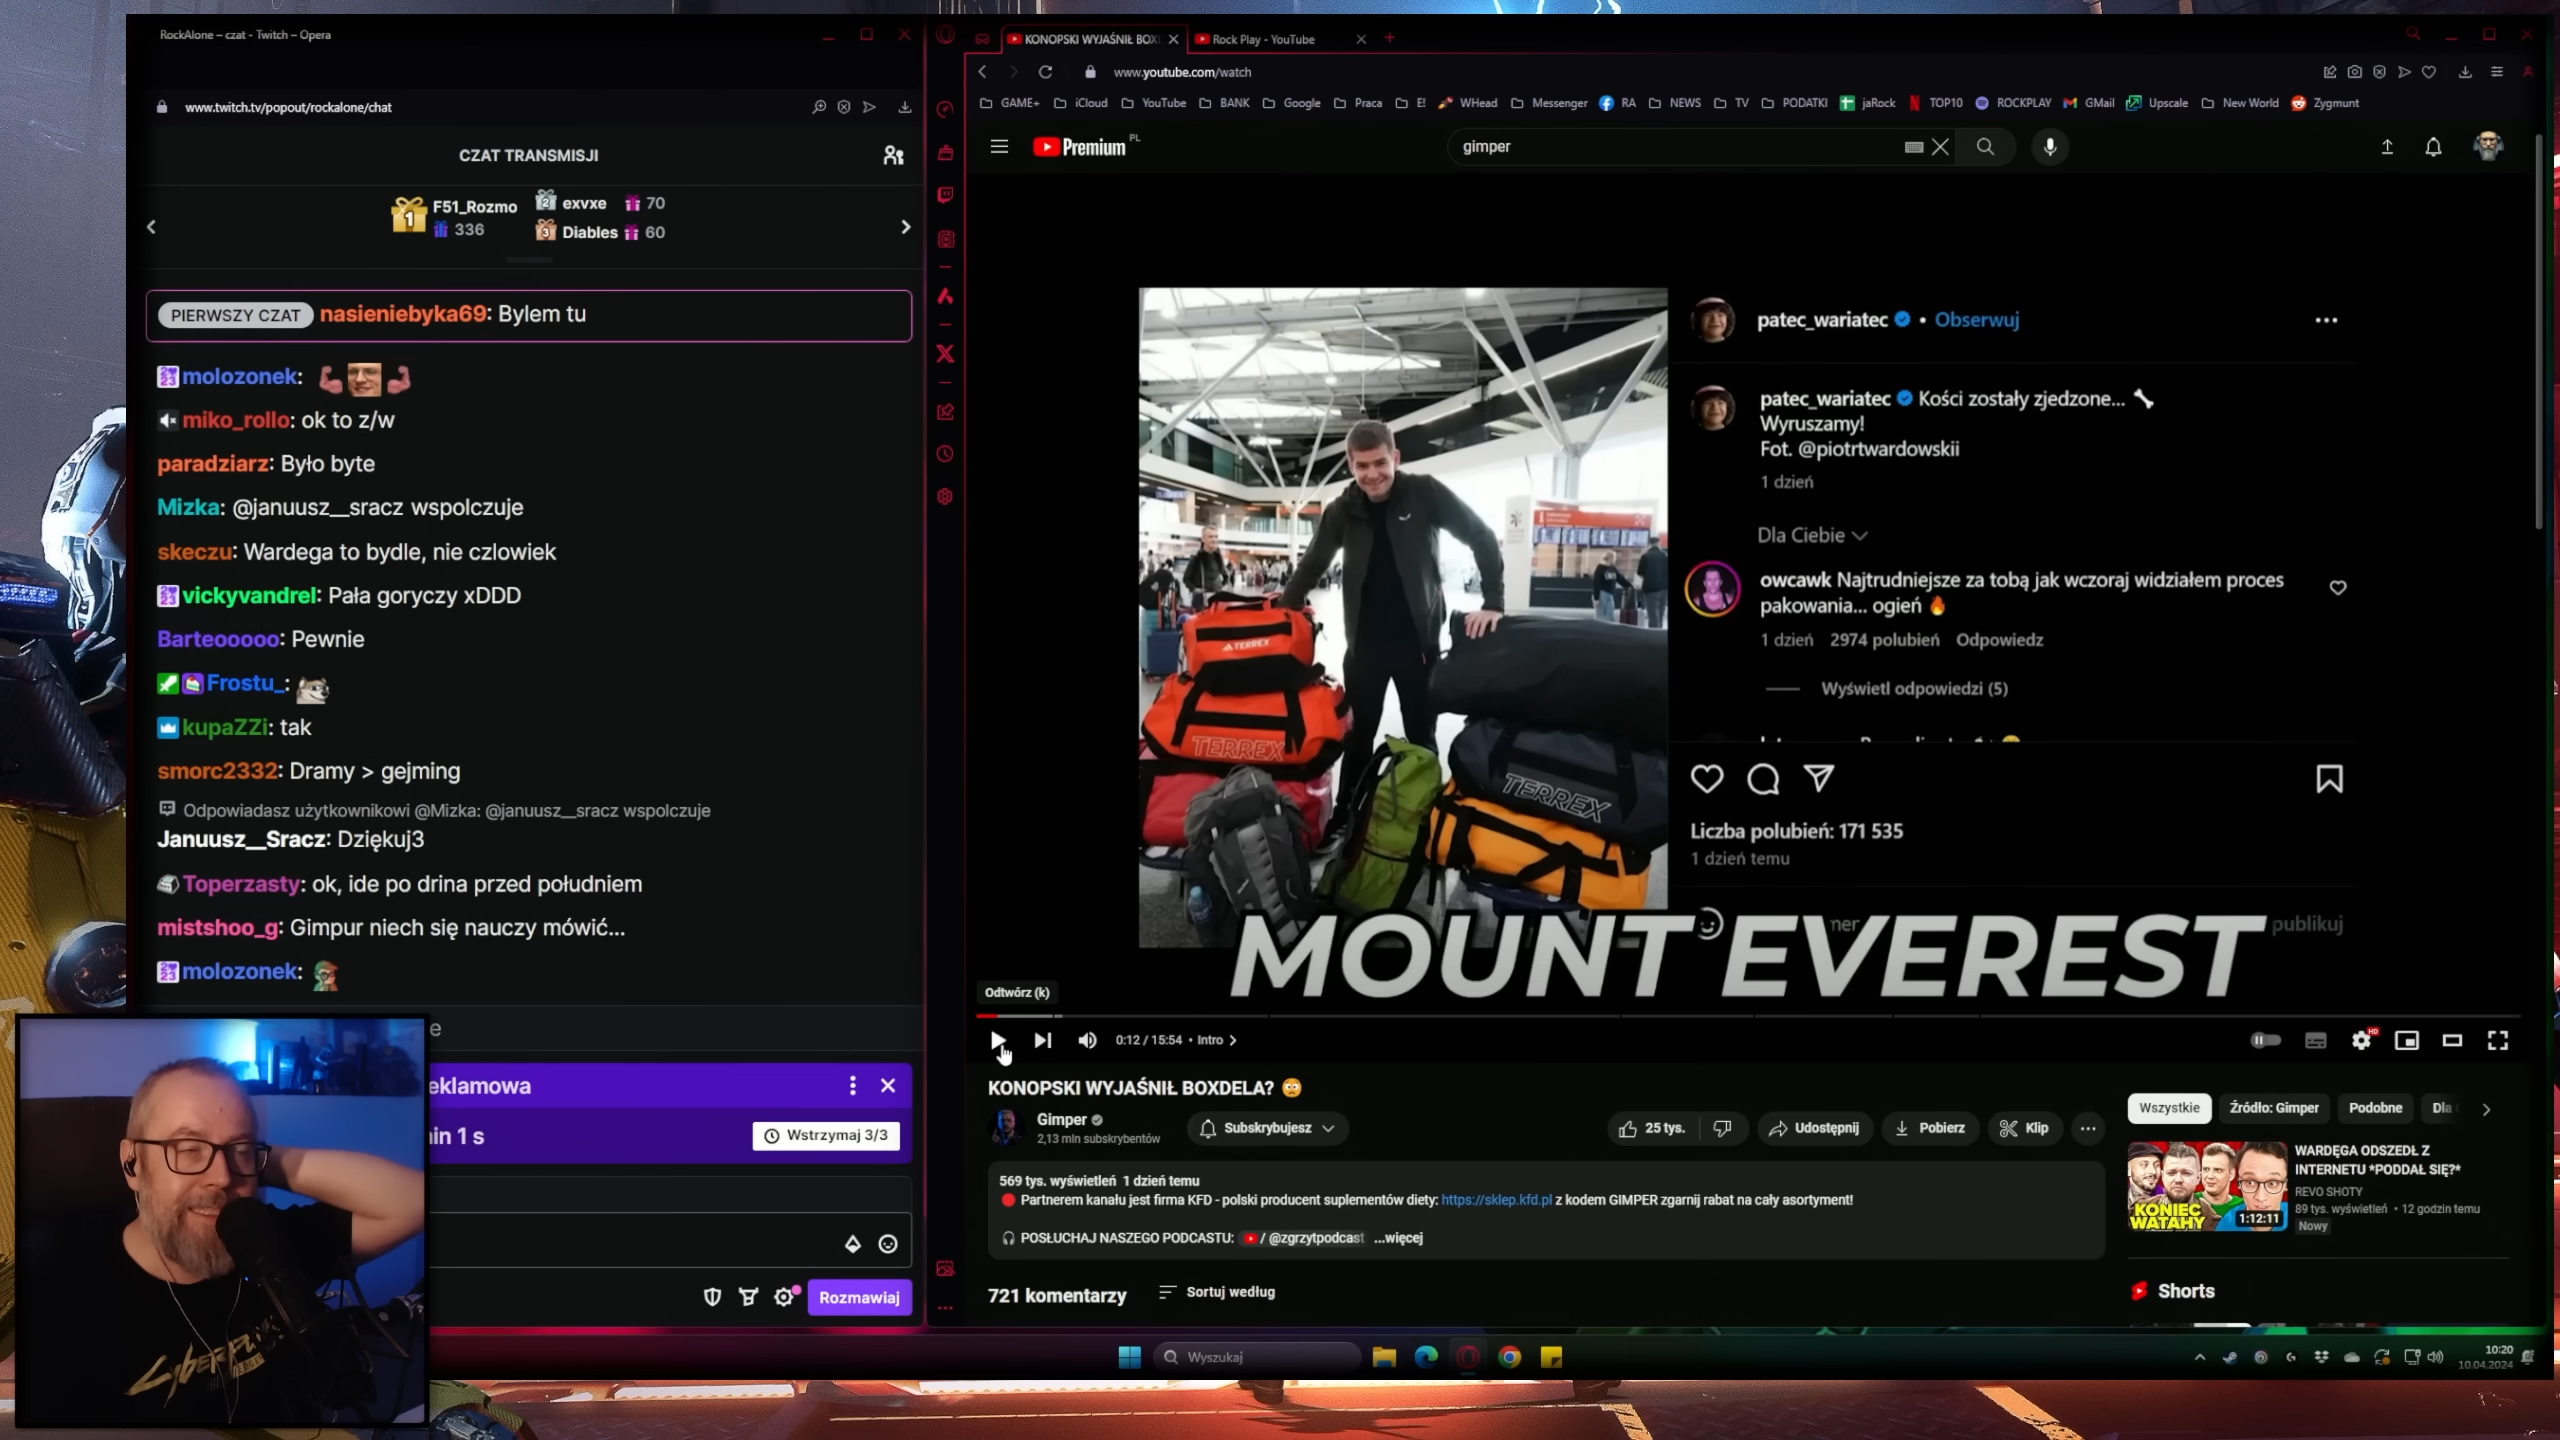 RockAlone – czat - Twitch – Opera
www.twitch.tv/popout/rockalone/chat
CZAT TRANSMISJI
1 F51_Rozmo 336
2 exvxe 70
3 Diables 60
PIERWSZY CZAT nasieniebyka69: Bylem tu
molozonek:
miko_rollo: ok to z/w
paradziarz: Było byte
Mizka: @januusz__sracz wspolczuje
skeczu: Wardega to bydle, nie czlowiek
vickyvandrel: Pała goryczy xDDD
Barteooooo: Pewnie
Frostu_:
kupaZZi: tak
smorc2332: Dramy > gejming
Odpowiadasz użytkownikowi @Mizka: @januusz__sracz wspolczuje
Januusz__Sracz: Dziękuj3
Toperzasty: ok, ide po drina przed południem
mistshoo_g: Gimpur niech się nauczy mówić...
molozonek:
e
eklamowa
in 1 s
Wstrzymaj 3/3
Rozmawiaj
KONOPSKI WYJAŚNIŁ BOX
Rock Play - YouTube
www.youtube.com/watch
GAME+ iCloud YouTube BANK Google Praca E! WHead Messenger RA NEWS TV PODATKI jaRock TOP10 ROCKPLAY GMail Upscale New World Zygmunt
Premium PL
gimper
patec_wariatec • Obserwuj
patec_wariatec Kości zostały zjedzone...
Wyruszamy!
Fot. @piotrtwardowskii
1 dzień
Dla Ciebie
owcawk Najtrudniejsze za tobą jak wczoraj widziałem proces
pakowania... ogień
1 dzień 2974 polubień Odpowiedz
Wyświetl odpowiedzi (5)
Liczba polubień: 171 535
1 dzień temu
publikuj
TERREX
TERREX
TERREX
MOUNT EVEREST
Odtwórz (k)
0:12 / 15:54 • Intro
HD
KONOPSKI WYJAŚNIŁ BOXDELA?
Gimper
2,13 mln subskrybentów
Subskrybujesz
25 tys.
Udostępnij
Pobierz
Klip
569 tys. wyświetleń 1 dzień temu
Partnerem kanału jest firma KFD - polski producent suplementów diety: https://sklep.kfd.pl z kodem GIMPER zgarnij rabat na cały asortyment!
POSŁUCHAJ NASZEGO PODCASTU: / @zgrzytpodcast ...więcej
721 komentarzy
Sortuj według
Wszystkie
Źródło: Gimper
Podobne
Dla
KONIEC
WATAHY
1:12:11
WARDĘGA ODSZEDŁ Z
INTERNETU *PODDAŁ SIĘ?*
REVO SHOTY
89 tys. wyświetleń • 12 godzin temu
Nowy
Shorts
Wyszukaj
10:20
10.04.2024